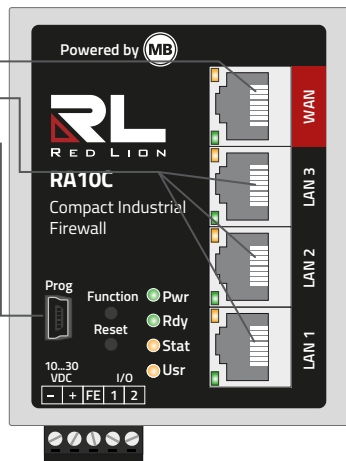 Powered by MB
WAN
RL
RED LION
RA10C
Compact Industrial
Firewall
LAN 3
LAN 2
LAN 1
Prog
Function
Reset
Pwr
Rdy
Stat
Usr
10...30
VDC
I/O
- + FE 1 2